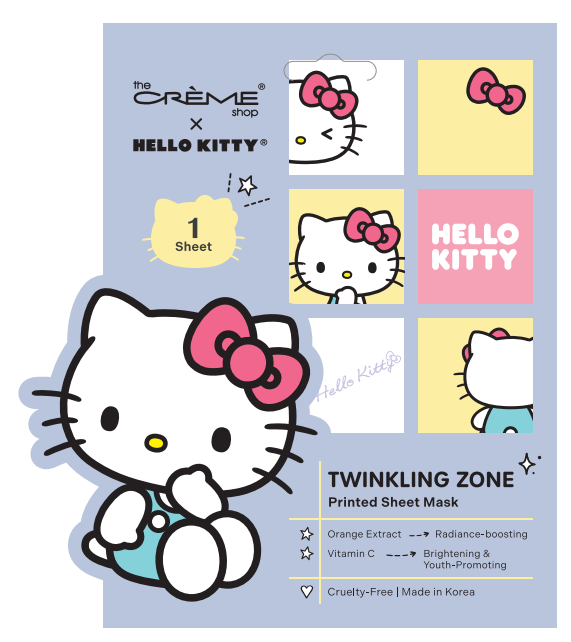 the
CRÈME®
shop
×
HELLO KITTY®
1
Sheet
HELLO
KITTY
Hello Kitty®
TWINKLING ZONE
Printed Sheet Mask
Orange Extract ---> Radiance-boosting
Vitamin C ---> Brightening &
Youth-Promoting
Cruelty-Free | Made in Korea